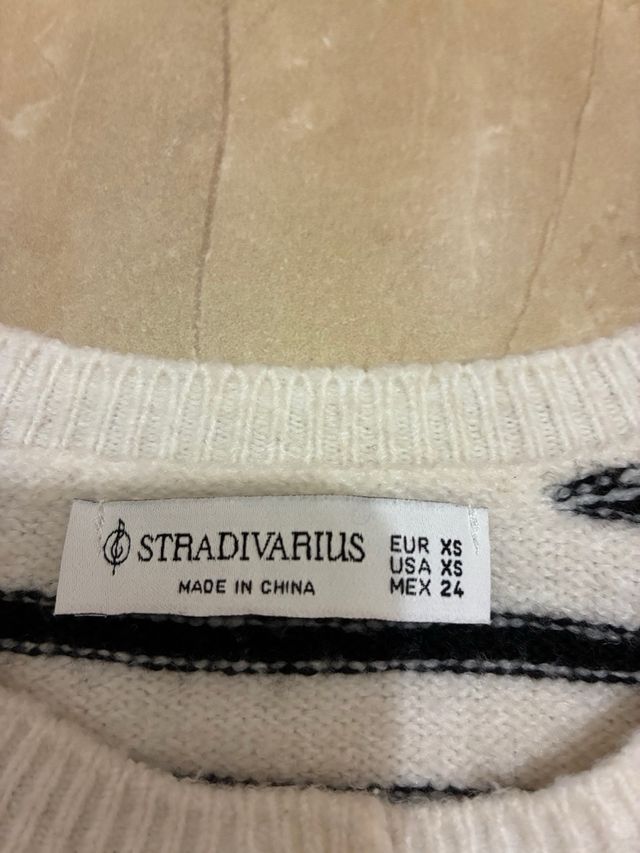 STRADIVARIUS
MADE IN CHINA
EUR XS
USA XS
MEX 24